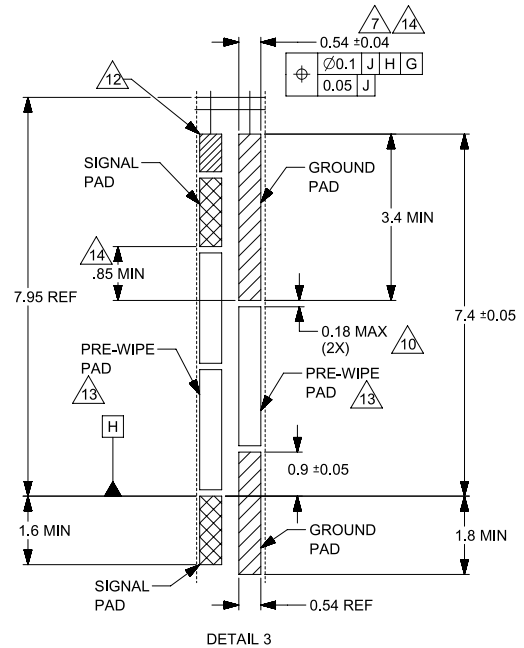 7 14
0.54 ±0.04
⌖ Ø0.1 J H G
0.05 J
12
SIGNAL
PAD
GROUND
PAD
3.4 MIN
14
.85 MIN
7.95 REF
7.4 ±0.05
0.18 MAX
(2X)
10
PRE-WIPE
PAD
13
PRE-WIPE
PAD
13
H
0.9 ±0.05
1.6 MIN
1.8 MIN
GROUND
PAD
SIGNAL
PAD
0.54 REF
DETAIL 3